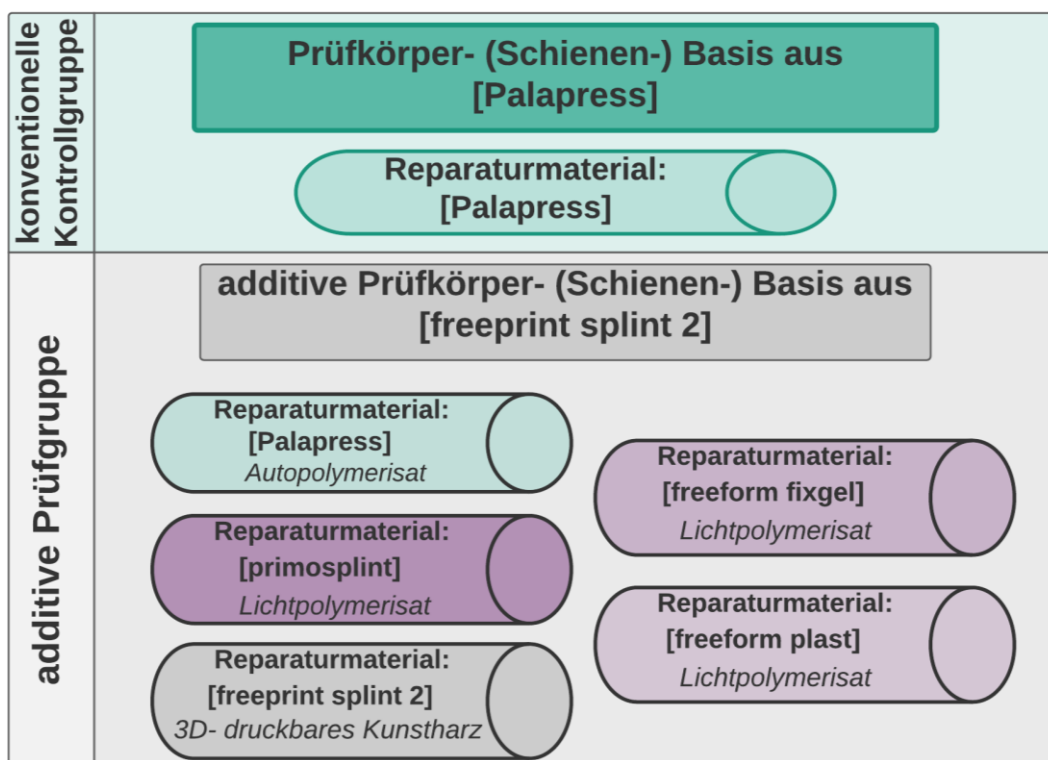 konventionelle
Kontrollgruppe
Prüfkörper- (Schienen-) Basis aus
[Palapress]
Reparaturmaterial:
[Palapress]
additive Prüfgruppe
additive Prüfkörper- (Schienen-) Basis aus
[freeprint splint 2]
Reparaturmaterial:
[Palapress]
Autopolymerisat
Reparaturmaterial:
[primosplint]
Lichtpolymerisat
Reparaturmaterial:
[freeprint splint 2]
3D- druckbares Kunstharz
Reparaturmaterial:
[freeform fixgel]
Lichtpolymerisat
Reparaturmaterial:
[freeform plast]
Lichtpolymerisat